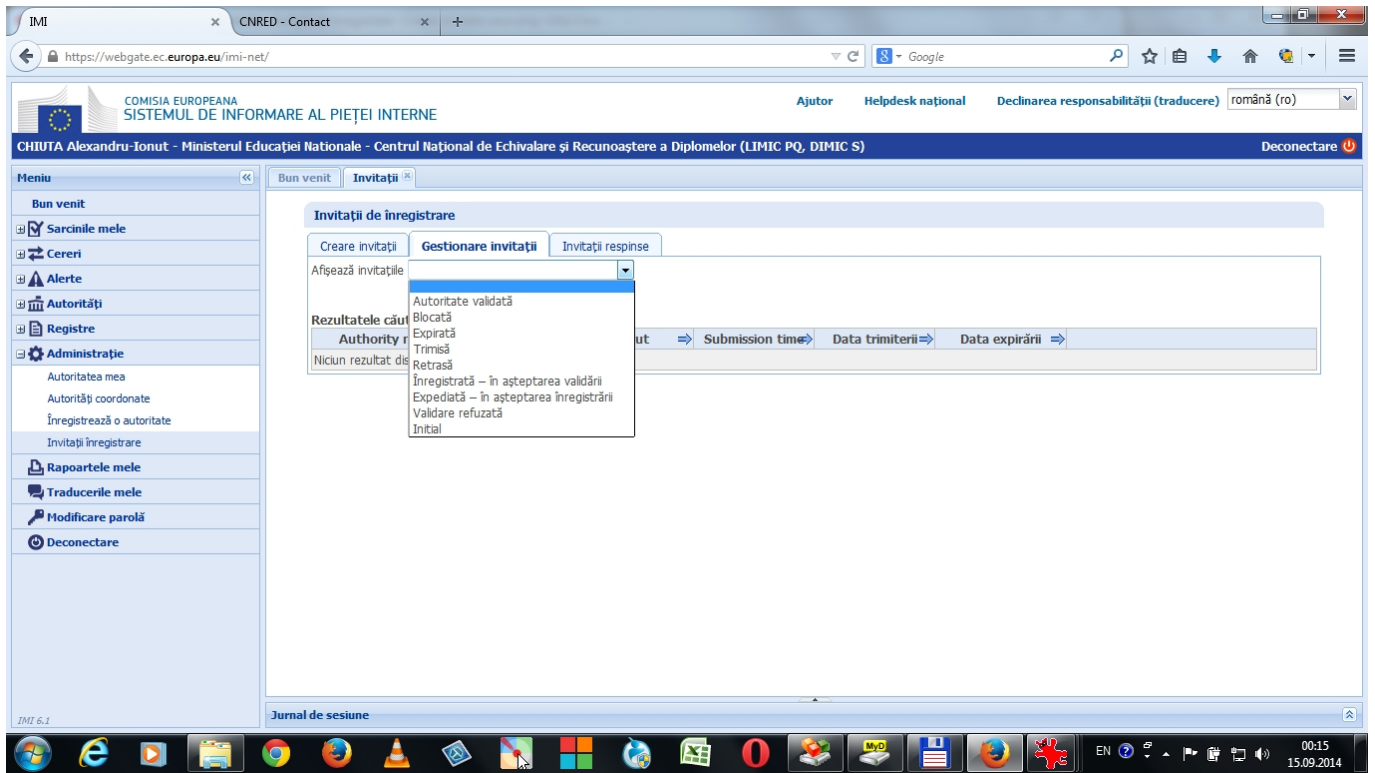 IMI
CNRED - Contact
https://webgate.ec.europa.eu/imi-net/
Google
COMISIA EUROPEANA
SISTEMUL DE INFORMARE AL PIEȚEI INTERNE
Ajutor Helpdesk național Declinarea responsabilității (traducere) română (ro)
CHIUTA Alexandru-Ionut - Ministerul Educației Nationale - Centrul Național de Echivalare și Recunoaștere a Diplomelor (LIMIC PQ, DIMIC S) Deconectare
Meniu
Bun venit
Sarcinile mele
Cereri
Alerte
Autorități
Registre
Administrație
Autoritatea mea
Autorități coordonate
Înregistrează o autoritate
Invitații înregistrare
Rapoartele mele
Traducerile mele
Modificare parolă
Deconectare
IMI 6.1
Bun venit Invitații
Invitații de înregistrare
Creare invitații Gestionare invitații Invitații respinse
Afișează invitațiile
Autoritate validată
Blocată
Expirată
Trimisă
Retrasă
Înregistrată – în așteptarea validării
Expediată – în așteptarea înregistrării
Validare refuzată
Initial
Rezultatele căut
Authority r ut Submission time Data trimiterii Data expirării
Niciun rezultat dis
Jurnal de sesiune
MyD
EN
00:15
15.09.2014